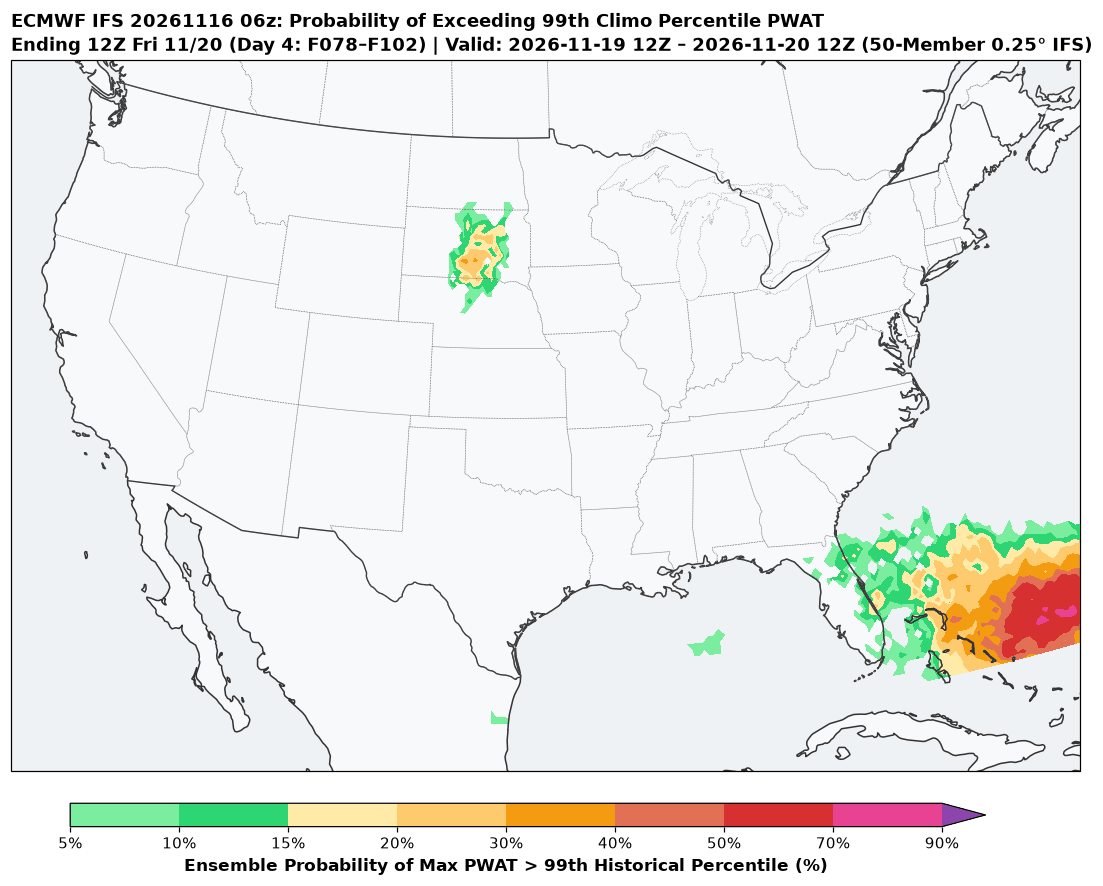 ECMWF IFS 20261116 06z: Probability of Exceeding 99th Climo Percentile PWAT
Ending 12Z Fri 11/20 (Day 4: F078–F102) | Valid: 2026-11-19 12Z – 2026-11-20 12Z (50-Member 0.25° IFS)
5% 10% 15% 20% 30% 40% 50% 70% 90%
Ensemble Probability of Max PWAT > 99th Historical Percentile (%)